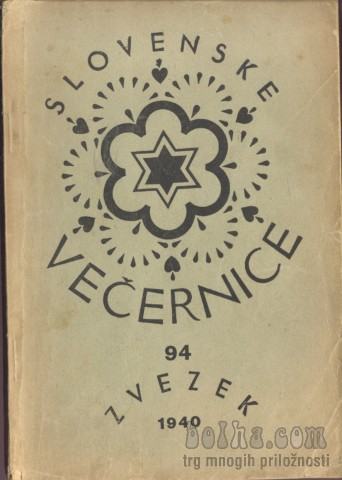 SLOVENSKE
VEČERNICE
94
ZVEZEK
1940
bolha.com
trg mnogih priložnosti